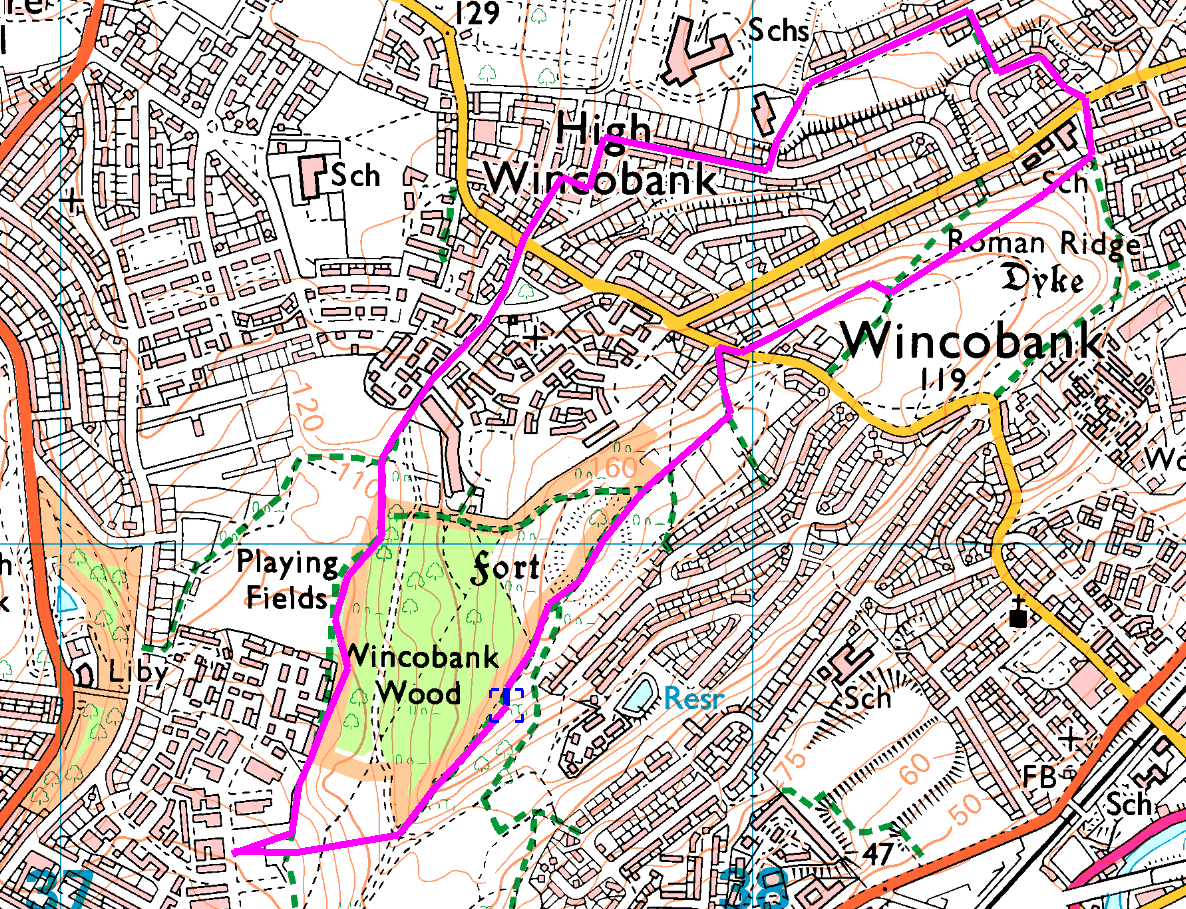 129
Schs
High
Wincobank
Sch
Sch
Roman Ridge
Dyke
Wincobank
119
120
110
160
Playing
Fields
Fort
Wincobank
Wood
Liby
Resr
Sch
75
60
50
FB
Sch
47
37
38